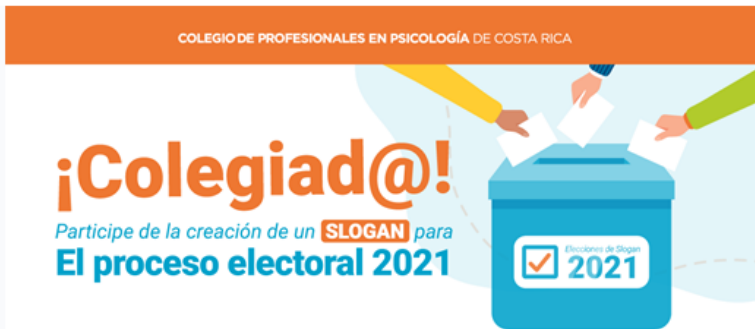 COLEGIO DE PROFESIONALES EN PSICOLOGÍA DE COSTA RICA
¡Colegiad@!
Participe de la creación de un SLOGAN para
El proceso electoral 2021
Elecciones de Slogan
2021